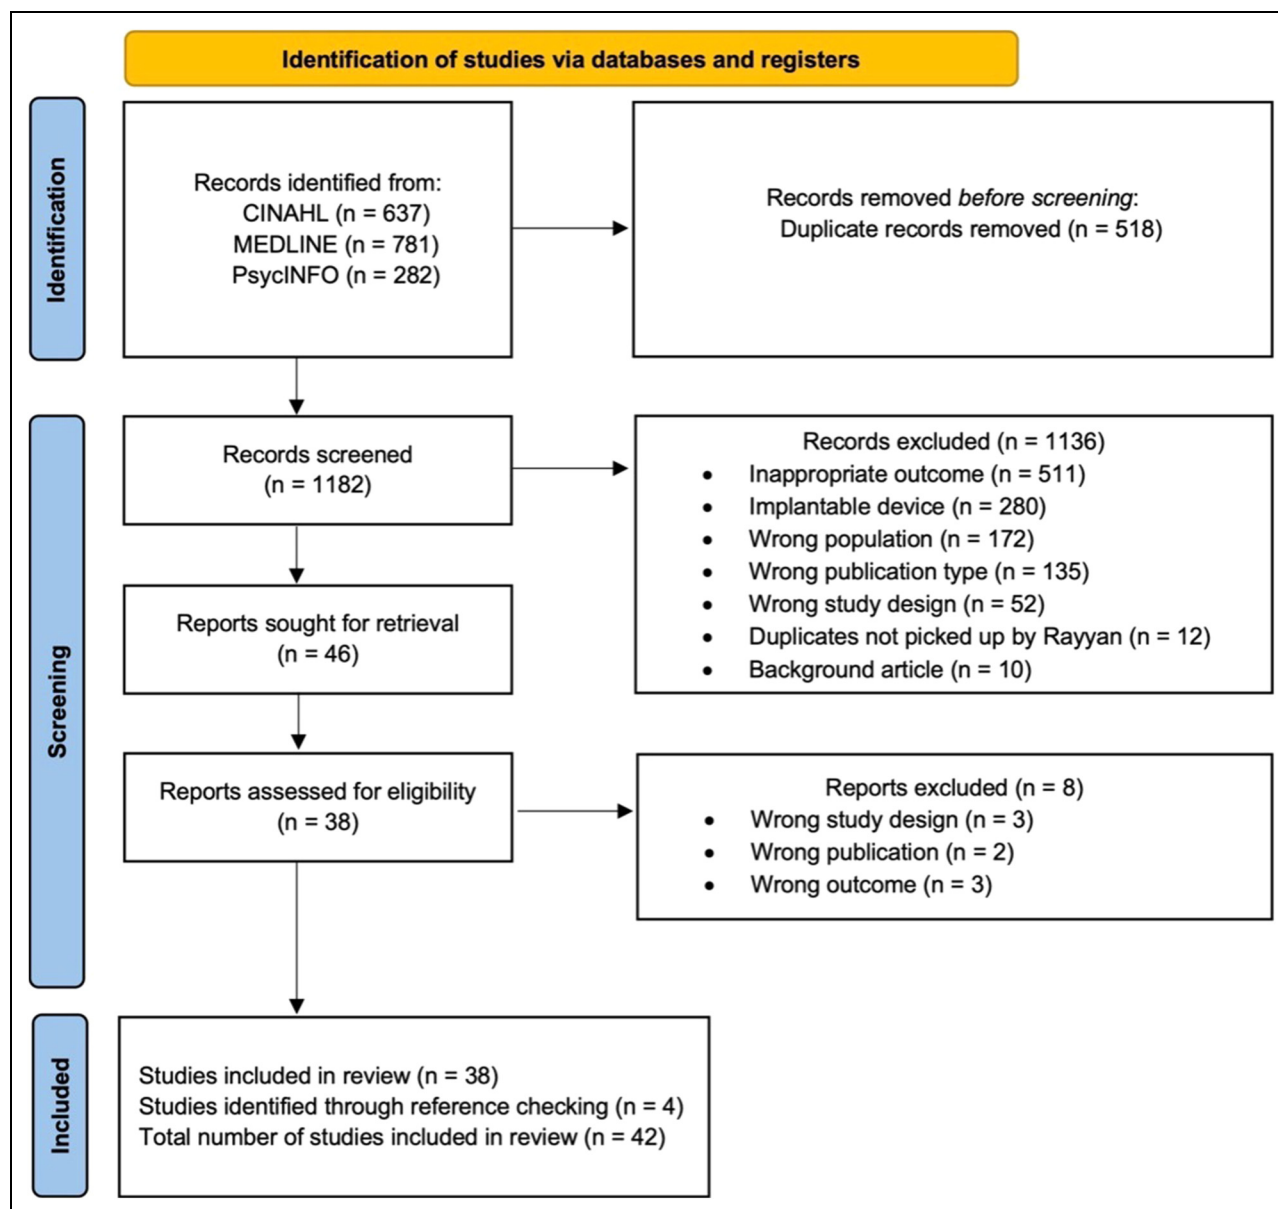 Identification of studies via databases and registers
Identification
Records identified from:
CINAHL (n = 637)
MEDLINE (n = 781)
PsycINFO (n = 282)
Records removed before screening:
Duplicate records removed (n = 518)
Screening
Records screened
(n = 1182)
Records excluded (n = 1136)
• Inappropriate outcome (n = 511)
• Implantable device (n = 280)
• Wrong population (n = 172)
• Wrong publication type (n = 135)
• Wrong study design (n = 52)
• Duplicates not picked up by Rayyan (n = 12)
• Background article (n = 10)
Reports sought for retrieval
(n = 46)
Reports assessed for eligibility
(n = 38)
Reports excluded (n = 8)
• Wrong study design (n = 3)
• Wrong publication (n = 2)
• Wrong outcome (n = 3)
Included
Studies included in review (n = 38)
Studies identified through reference checking (n = 4)
Total number of studies included in review (n = 42)